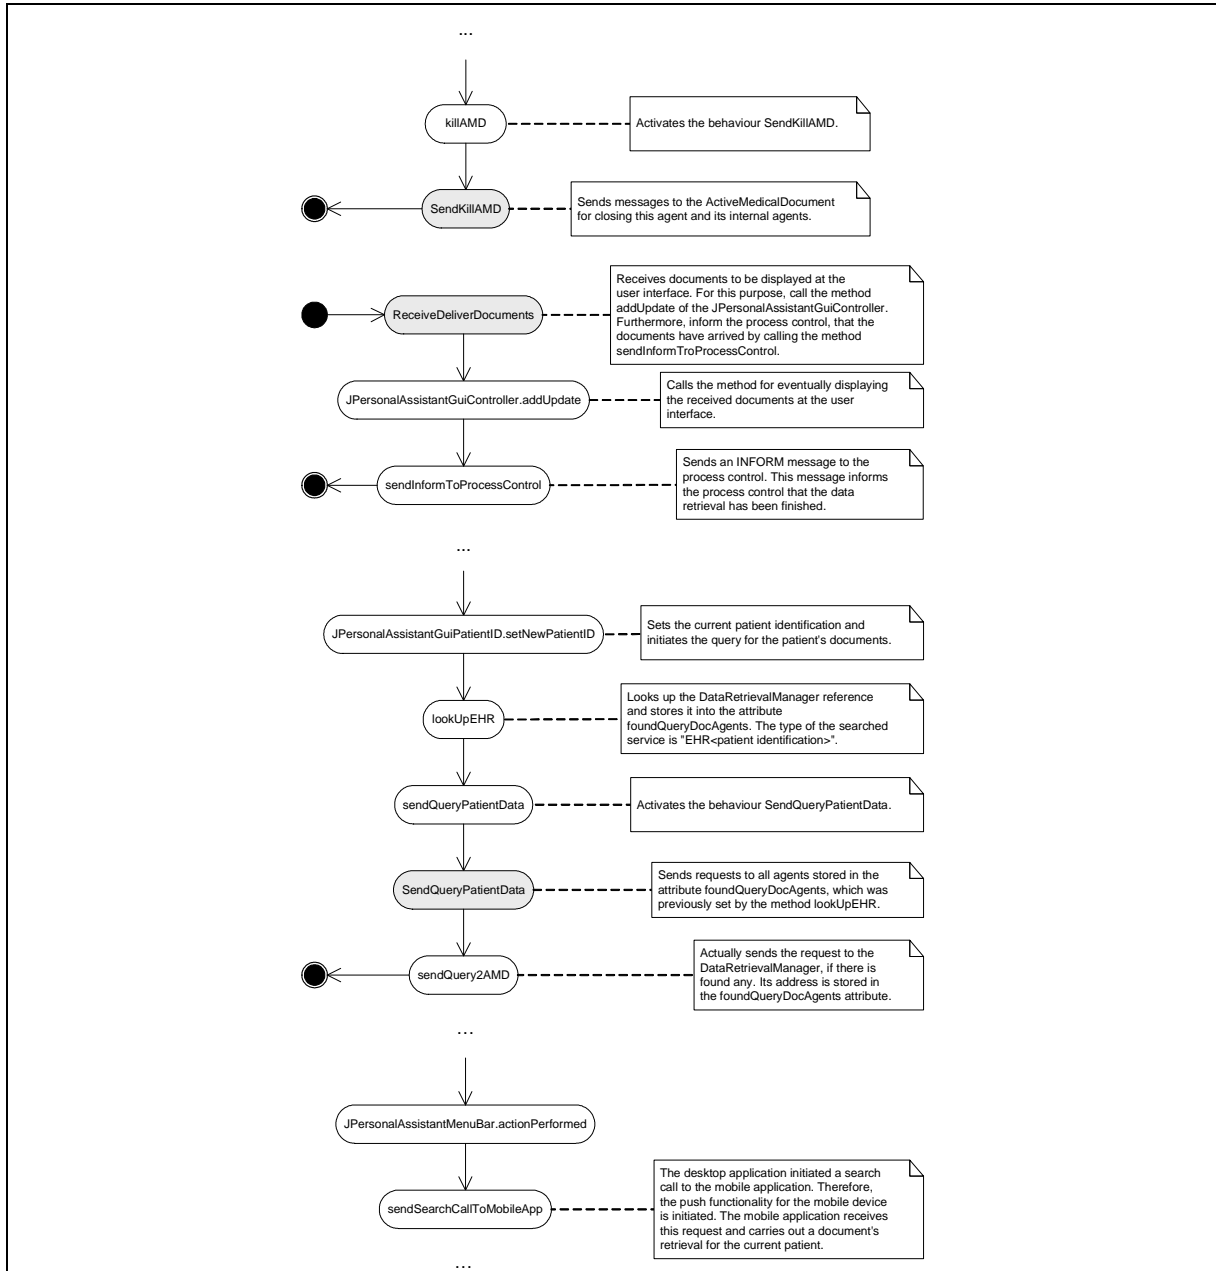 ...
killAMD
Activates the behaviour SendKillAMD.
SendKillAMD
Sends messages to the ActiveMedicalDocument
for closing this agent and its internal agents.
ReceiveDeliverDocuments
Receives documents to be displayed at the
user interface. For this purpose, call the method
addUpdate of the JPersonalAssistantGuiController.
Furthermore, inform the process control, that the
documents have arrived by calling the method
sendInformTroProcessControl.
JPersonalAssistantGuiController.addUpdate
Calls the method for eventually displaying
the received documents at the user
interface.
sendInformToProcessControl
Sends an INFORM message to the
process control. This message informs
the process control that the data
retrieval has been finished.
...
JPersonalAssistantGuiPatientID.setNewPatientID
Sets the current patient identification and
initiates the query for the patient's documents.
lookUpEHR
Looks up the DataRetrievalManager reference
and stores it into the attribute
foundQueryDocAgents. The type of the searched
service is "EHR<patient identification>".
sendQueryPatientData
Activates the behaviour SendQueryPatientData.
SendQueryPatientData
Sends requests to all agents stored in the
attribute foundQueryDocAgents, which was
previously set by the method lookUpEHR.
sendQuery2AMD
Actually sends the request to the
DataRetrievalManager, if there is
found any. Its address is stored in
the foundQueryDocAgents attribute.
...
JPersonalAssistantMenuBar.actionPerformed
sendSearchCallToMobileApp
The desktop application initiated a search
call to the mobile application. Therefore,
the push functionality for the mobile device
is initiated. The mobile application receives
this request and carries out a document's
retrieval for the current patient.
...